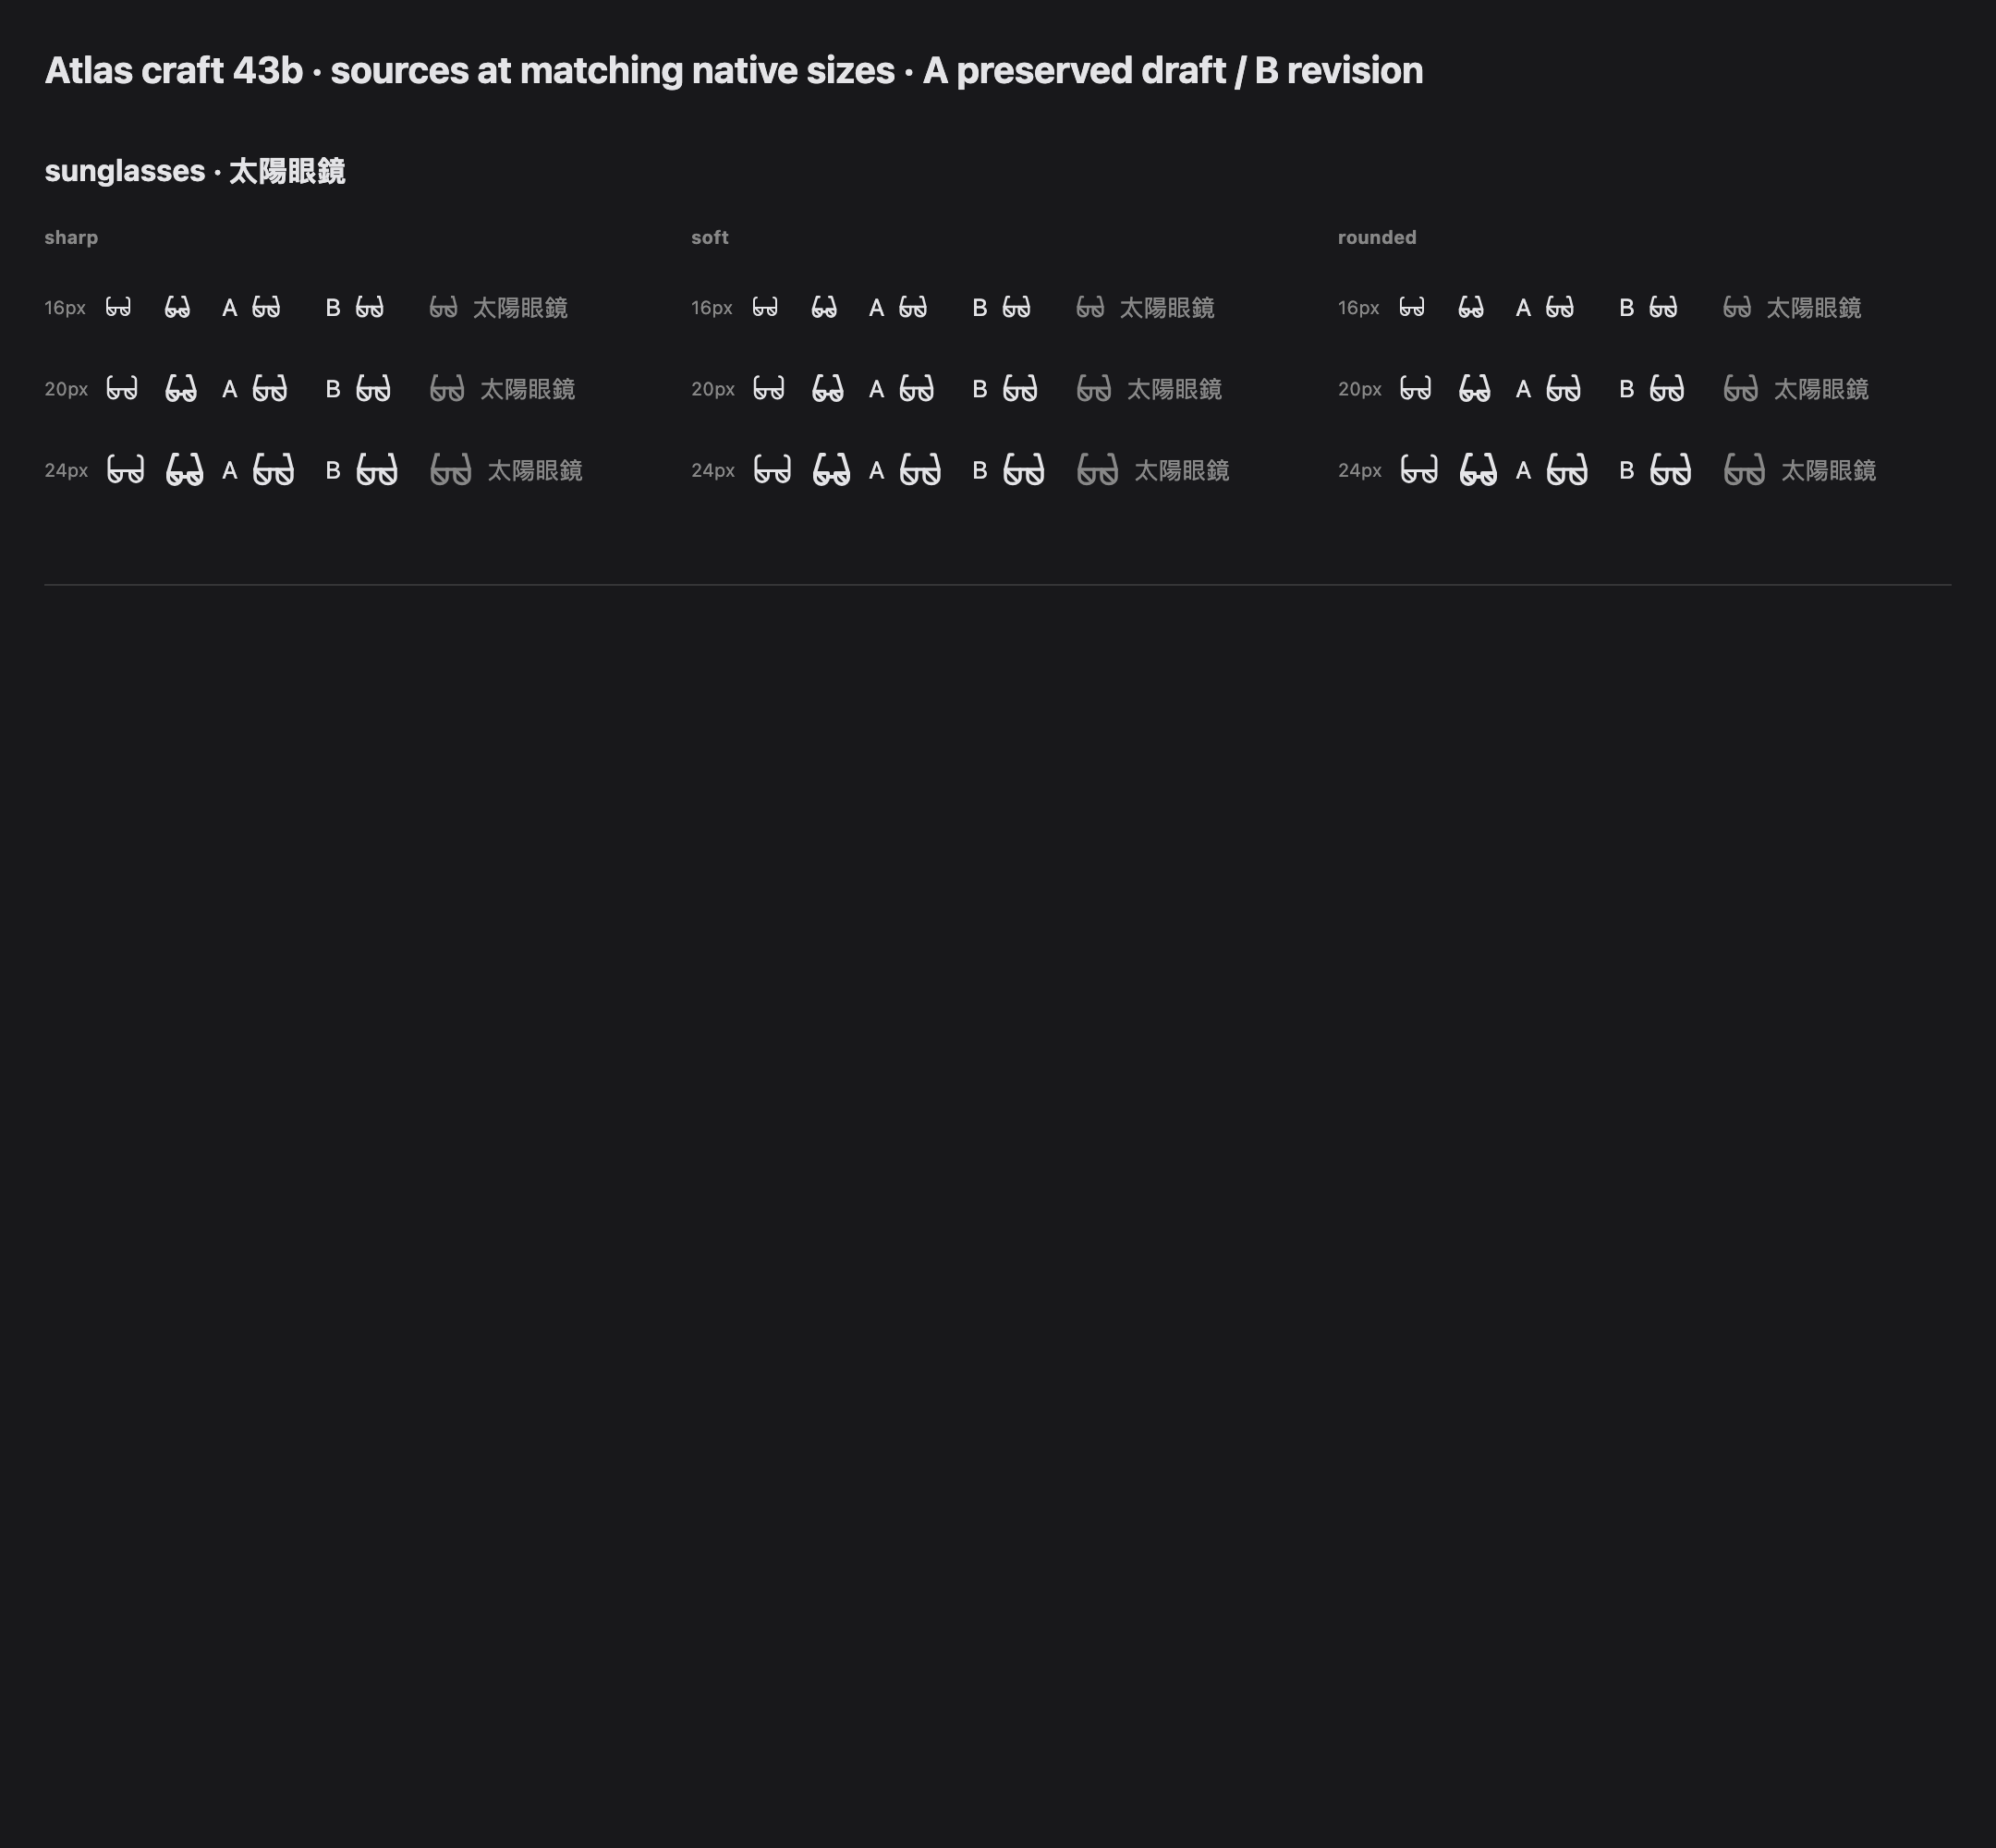 Atlas craft 43b · sources at matching native sizes · A preserved draft / B revision
sunglasses · 太陽眼鏡
sharp soft rounded
16px A B 太陽眼鏡 16px A B 太陽眼鏡 16px A B 太陽眼鏡
20px A B 太陽眼鏡 20px A B 太陽眼鏡 20px A B 太陽眼鏡
24px A B 太陽眼鏡 24px A B 太陽眼鏡 24px A B 太陽眼鏡